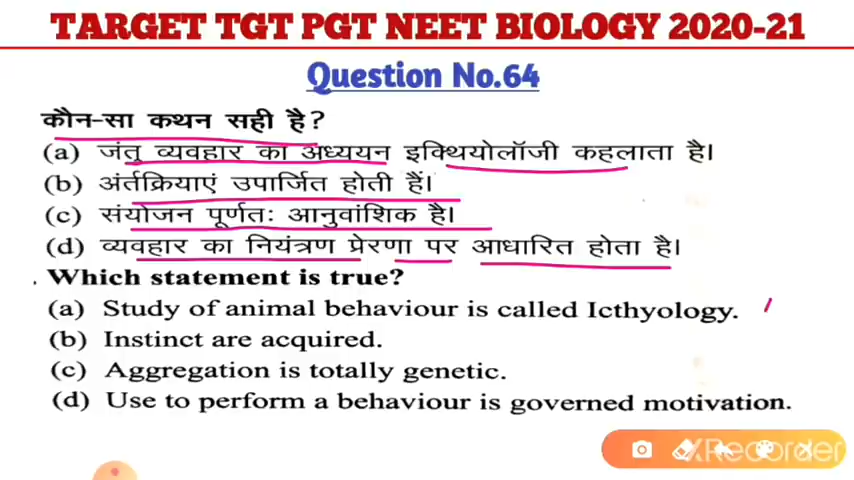 TARGET TGT PGT NEET BIOLOGY 2020-21
Question No.64
कौन-सा कथन सही है?
(a) जंतु व्यवहार का अध्ययन इक्थियोलॉजी कहलाता है।
(b) अंर्तक्रियाएं उपार्जित होती हैं।
(c) संयोजन पूर्णतः आनुवांशिक है।
(d) व्यवहार का नियंत्रण प्रेरणा पर आधारित होता है।
Which statement is true?
(a) Study of animal behaviour is called Icthyology.
(b) Instinct are acquired.
(c) Aggregation is totally genetic.
(d) Use to perform a behaviour is governed motivation.
XRecorder